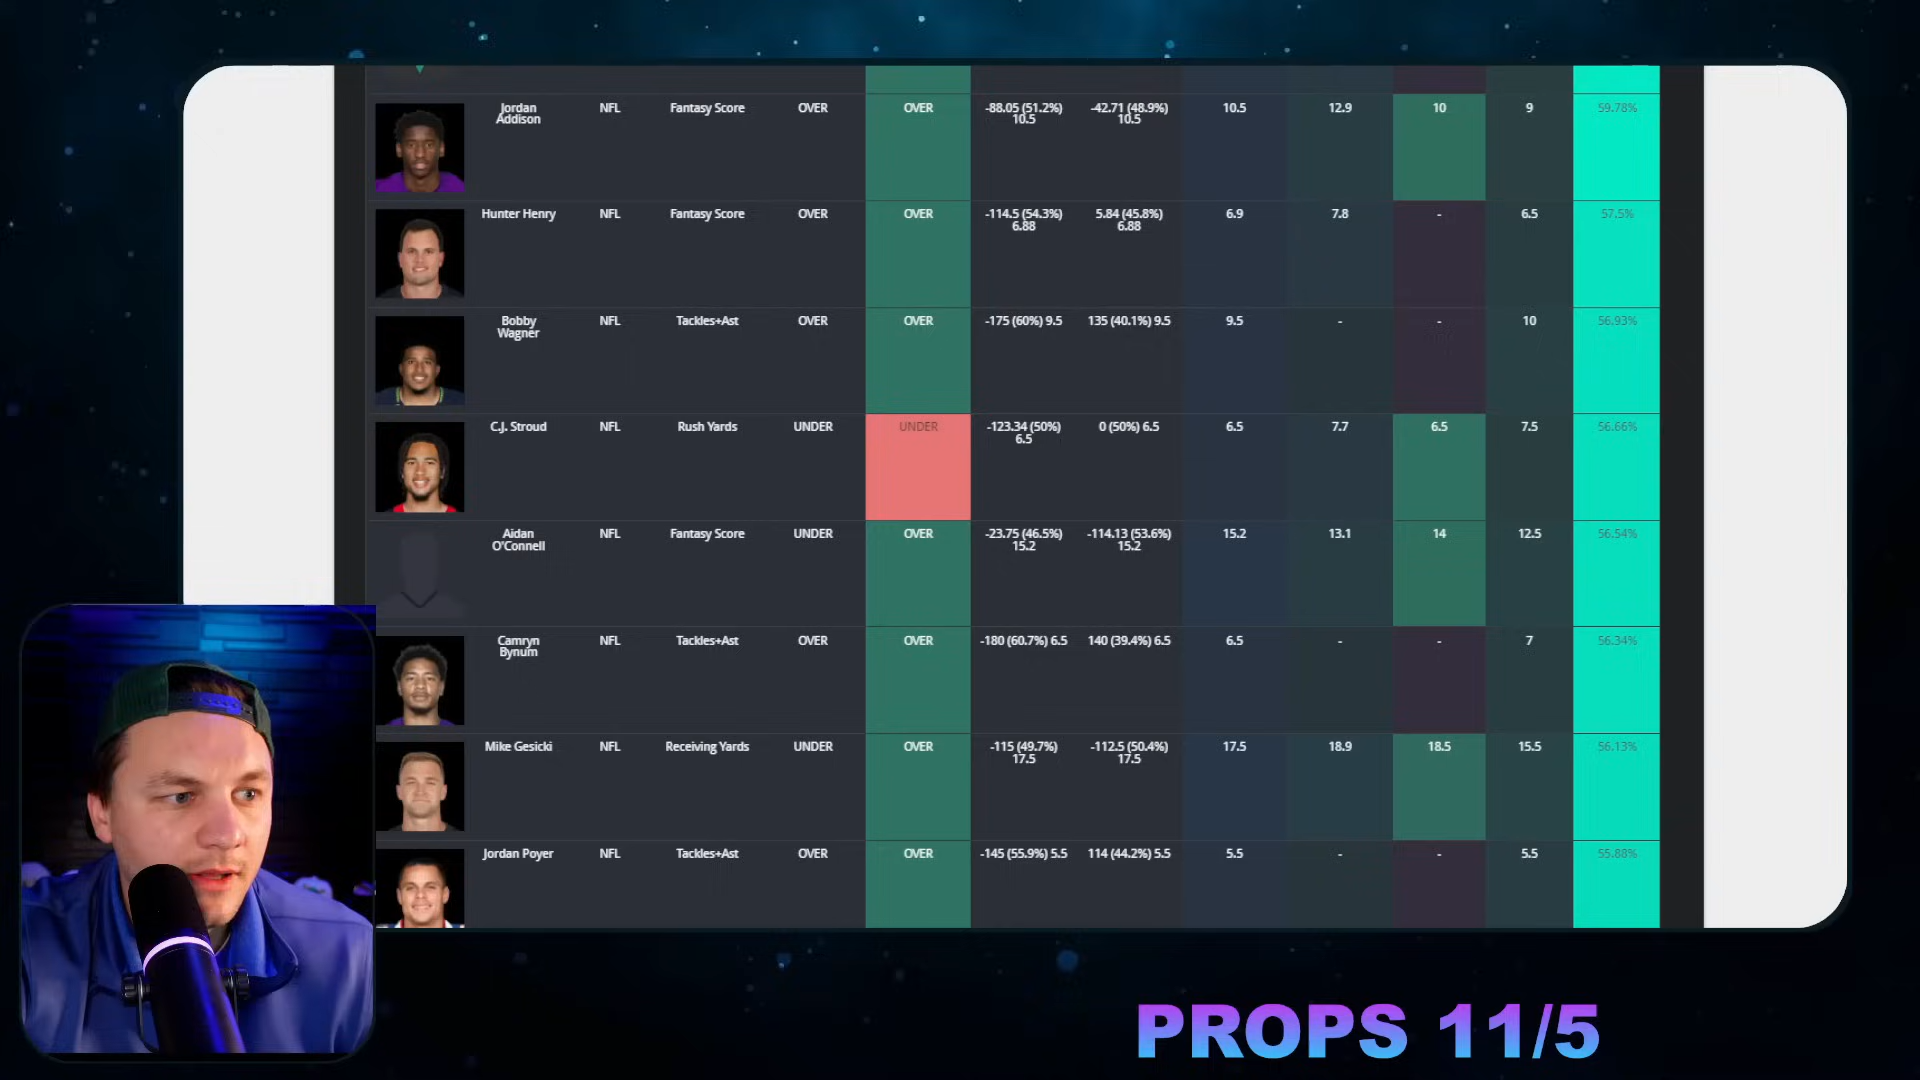 Jordan Addison NFL Fantasy Score OVER OVER -88.05 (51.2%) 10.5 -42.71 (48.9%) 10.5 10.5 12.9 10 9 59.78%
Hunter Henry NFL Fantasy Score OVER OVER -114.5 (54.3%) 6.88 5.84 (45.8%) 6.88 6.9 7.8 - 6.5 57.5%
Bobby Wagner NFL Tackles+Ast OVER OVER -175 (60%) 9.5 135 (40.1%) 9.5 9.5 - - 10 56.93%
C.J. Stroud NFL Rush Yards UNDER UNDER -123.34 (50%) 6.5 0 (50%) 6.5 6.5 7.7 6.5 7.5 56.66%
Aidan O'Connell NFL Fantasy Score UNDER OVER -23.75 (46.5%) 15.2 -114.13 (53.6%) 15.2 15.2 13.1 14 12.5 56.54%
Camryn Bynum NFL Tackles+Ast OVER OVER -180 (60.7%) 6.5 140 (39.4%) 6.5 6.5 - - 7 56.34%
Mike Gesicki NFL Receiving Yards UNDER OVER -115 (49.7%) 17.5 -112.5 (50.4%) 17.5 17.5 18.9 18.5 15.5 56.13%
Jordan Poyer NFL Tackles+Ast OVER OVER -145 (55.9%) 5.5 114 (44.2%) 5.5 5.5 - - 5.5 55.88%
PROPS 11/5